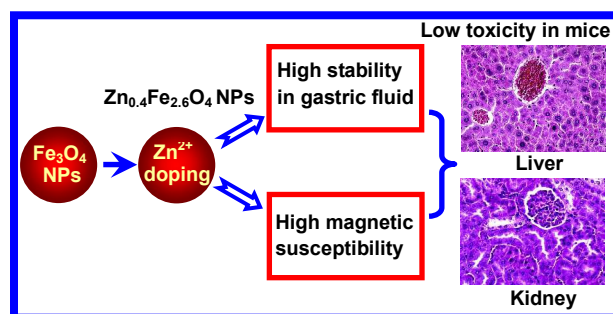 Low toxicity in mice
Zn0.4Fe2.6O4 NPs
High stability
in gastric fluid
Fe3O4
NPs
Zn2+
doping
High magnetic
susceptibility
Liver
Kidney